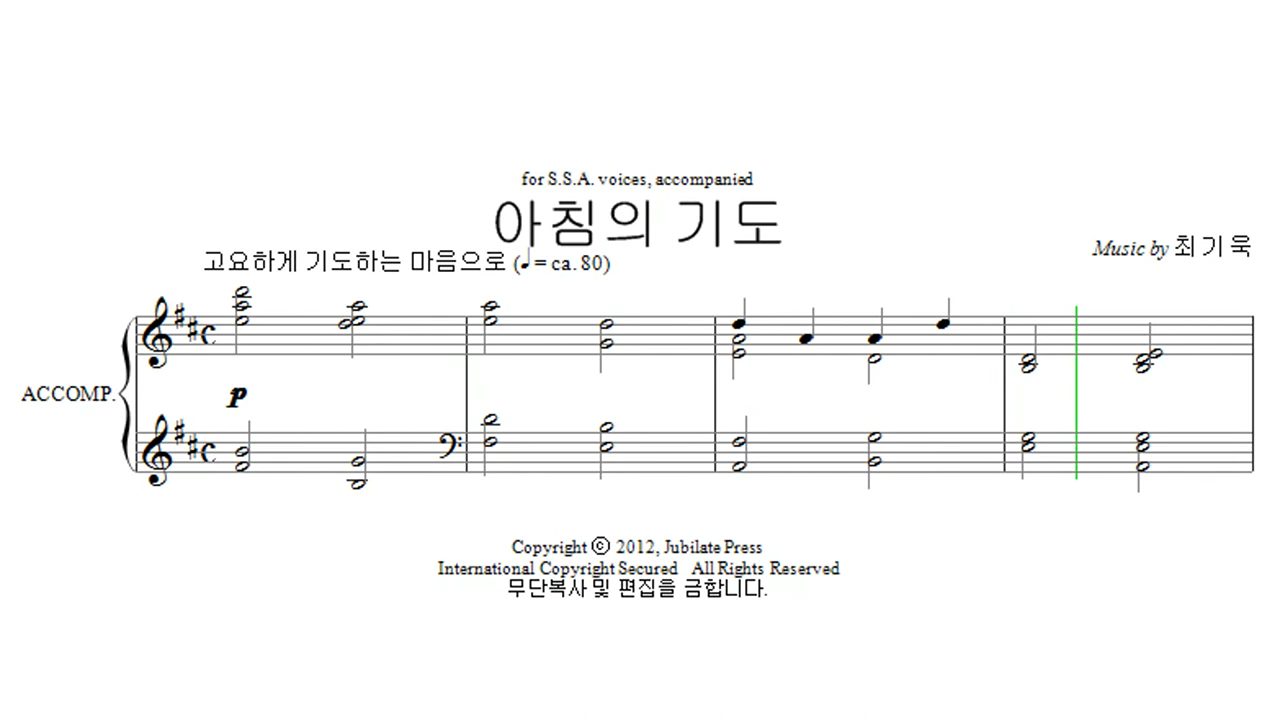 for S.S.A. voices, accompanied
아침의 기도
Music by 최 기 욱
고요하게 기도하는 마음으로 (♩= ca. 80)
p
ACCOMP.
Copyright ⓒ 2012, Jubilate Press
International Copyright Secured All Rights Reserved
무단복사 및 편집을 금합니다.